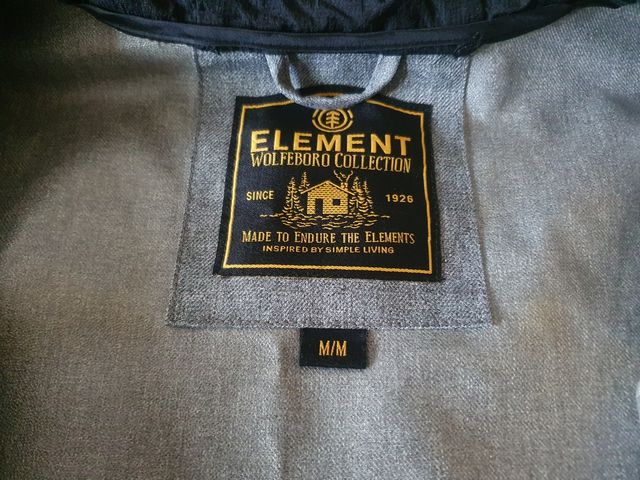 ELEMENT
WOLFEBORO COLLECTION
SINCE 1926
MADE TO ENDURE THE ELEMENTS
INSPIRED BY SIMPLE LIVING
M/M